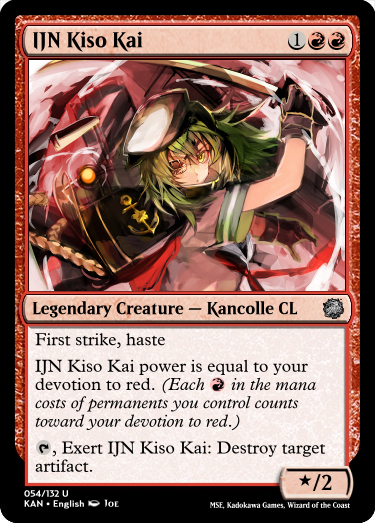 IJN Kiso Kai 1
Legendary Creature — Kancolle CL
First strike, haste
IJN Kiso Kai power is equal to your
devotion to red. (Each in the mana
costs of permanents you control counts
toward your devotion to red.)
, Exert IJN Kiso Kai: Destroy target
artifact.
★/2
054/132 U
KAN • English JOE
MSE, Kadokawa Games, Wizard of the Coast